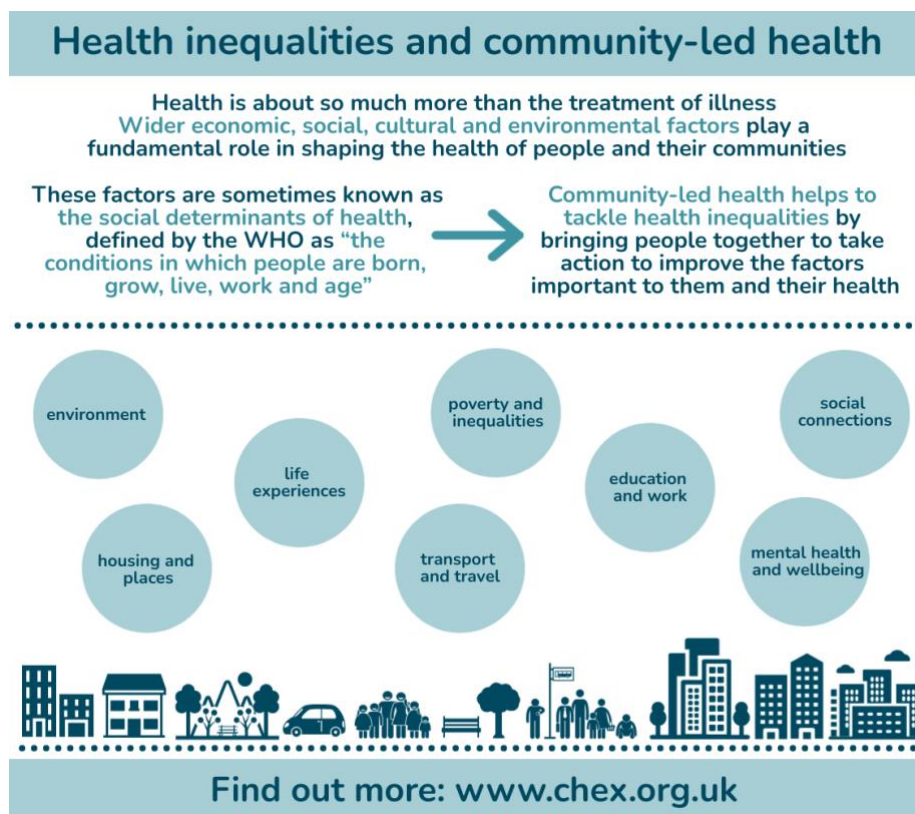 Health inequalities and community-led health
Health is about so much more than the treatment of illness
Wider economic, social, cultural and environmental factors play a
fundamental role in shaping the health of people and their communities
These factors are sometimes known as
the social determinants of health,
defined by the WHO as “the
conditions in which people are born,
grow, live, work and age”
Community-led health helps to
tackle health inequalities by
bringing people together to take
action to improve the factors
important to them and their health
environment
life
experiences
poverty and
inequalities
education
and work
social
connections
housing and
places
transport
and travel
mental health
and wellbeing
Find out more: www.chex.org.uk